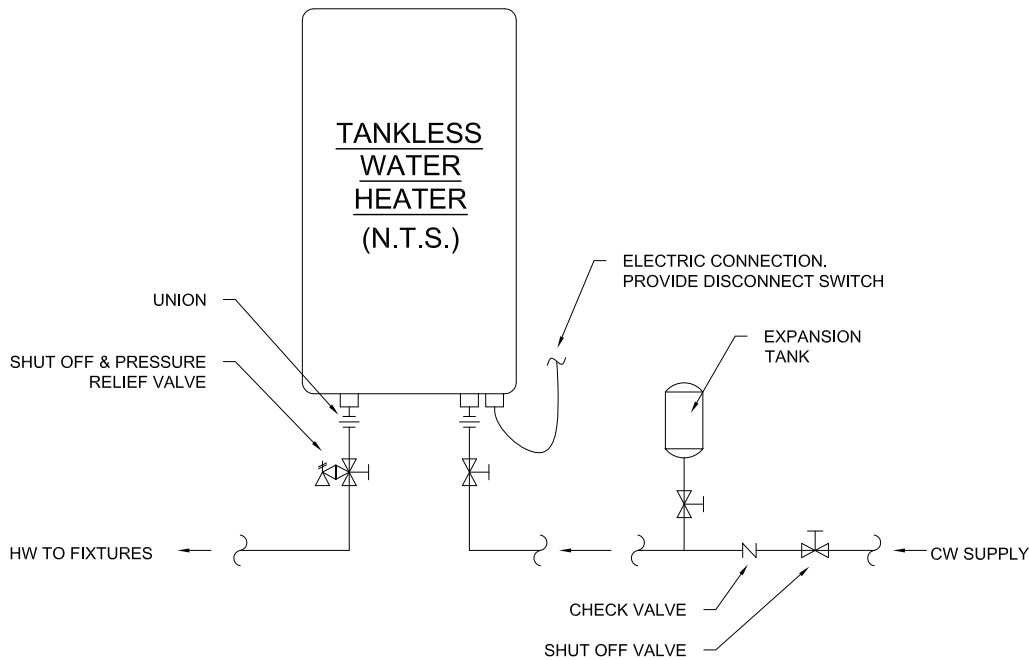 TANKLESS
WATER
HEATER
(N.T.S.)
ELECTRIC CONNECTION.
PROVIDE DISCONNECT SWITCH
UNION
EXPANSION
TANK
SHUT OFF & PRESSURE
RELIEF VALVE
HW TO FIXTURES
CW SUPPLY
CHECK VALVE
SHUT OFF VALVE